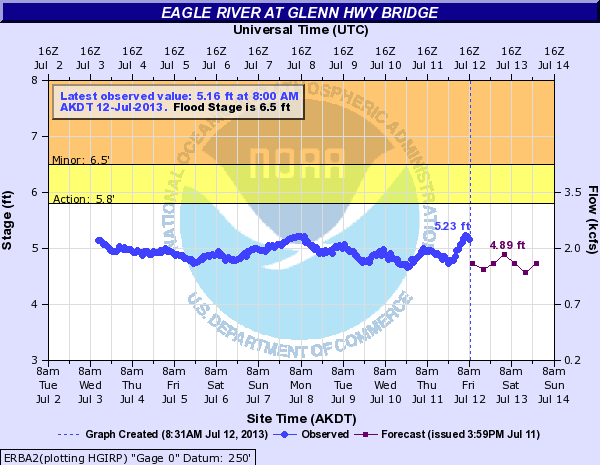 EAGLE RIVER AT GLENN HWY BRIDGE
Universal Time (UTC)
16Z 16Z 16Z 16Z 16Z 16Z 16Z 16Z 16Z 16Z 16Z 16Z 16Z
Jul 2 Jul 3 Jul 4 Jul 5 Jul 6 Jul 7 Jul 8 Jul 9 Jul 10 Jul 11 Jul 12 Jul 13 Jul 14
Latest observed value: 5.16 ft at 8:00 AM
AKDT 12-Jul-2013. Flood Stage is 6.5 ft
NATIONAL OCEANIC AND ATMOSPHERIC ADMINISTRATION
NOAA
U.S. DEPARTMENT OF COMMERCE
Stage (ft)
8
7
6
5
4
3
Minor: 6.5'
Action: 5.8'
5.23 ft
4.89 ft
Flow (kcfs)
3.5
2.0
0.7
0.2
8am 8am 8am 8am 8am 8am 8am 8am 8am 8am 8am 8am 8am
Tue Wed Thu Fri Sat Sun Mon Tue Wed Thu Fri Sat Sun
Jul 2 Jul 3 Jul 4 Jul 5 Jul 6 Jul 7 Jul 8 Jul 9 Jul 10 Jul 11 Jul 12 Jul 13 Jul 14
Site Time (AKDT)
Graph Created (8:31AM Jul 12, 2013) Observed Forecast (issued 3:59PM Jul 11)
ERBA2(plotting HGIRP) "Gage 0" Datum: 250'